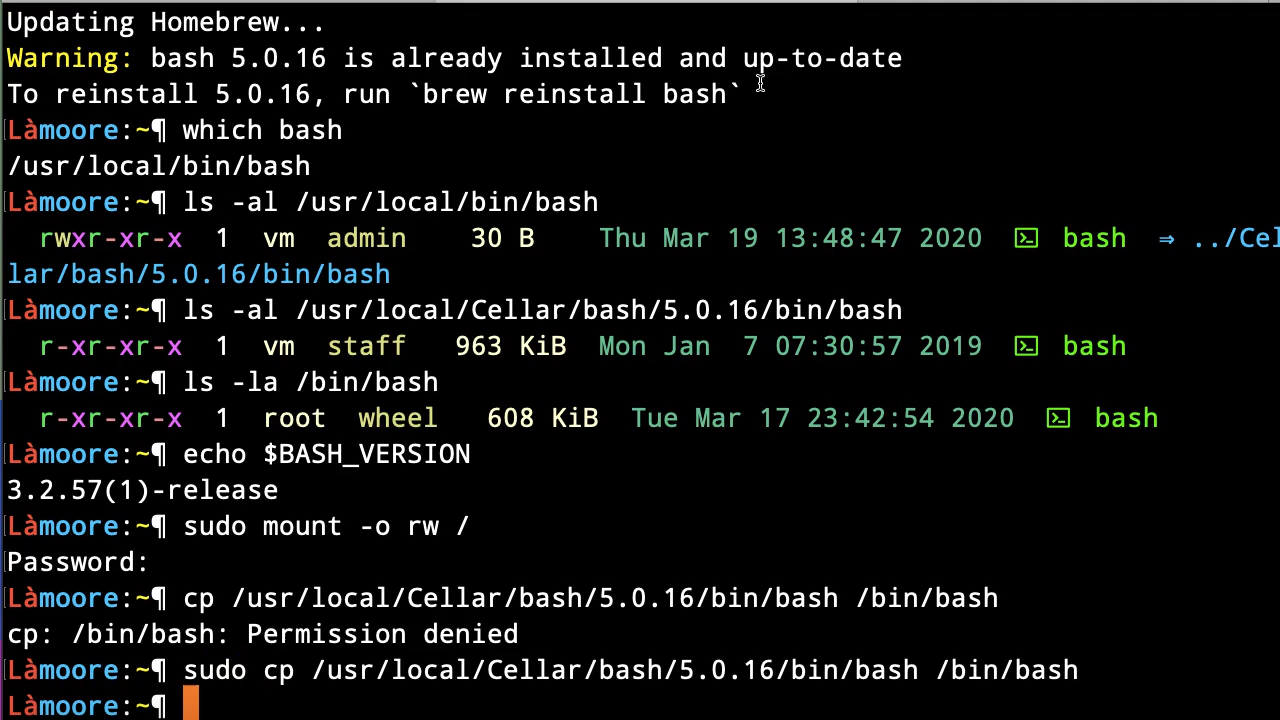 Updating Homebrew...
Warning: bash 5.0.16 is already installed and up-to-date
To reinstall 5.0.16, run `brew reinstall bash`
Làmoore:~¶ which bash
/usr/local/bin/bash
Làmoore:~¶ ls -al /usr/local/bin/bash
rwxr-xr-x 1 vm admin 30 B Thu Mar 19 13:48:47 2020 bash ⇒ ../Cel
lar/bash/5.0.16/bin/bash
Làmoore:~¶ ls -al /usr/local/Cellar/bash/5.0.16/bin/bash
r-xr-xr-x 1 vm staff 963 KiB Mon Jan 7 07:30:57 2019 bash
Làmoore:~¶ ls -la /bin/bash
r-xr-xr-x 1 root wheel 608 KiB Tue Mar 17 23:42:54 2020 bash
Làmoore:~¶ echo $BASH_VERSION
3.2.57(1)-release
Làmoore:~¶ sudo mount -o rw /
Password:
Làmoore:~¶ cp /usr/local/Cellar/bash/5.0.16/bin/bash /bin/bash
cp: /bin/bash: Permission denied
Làmoore:~¶ sudo cp /usr/local/Cellar/bash/5.0.16/bin/bash /bin/bash
Làmoore:~¶